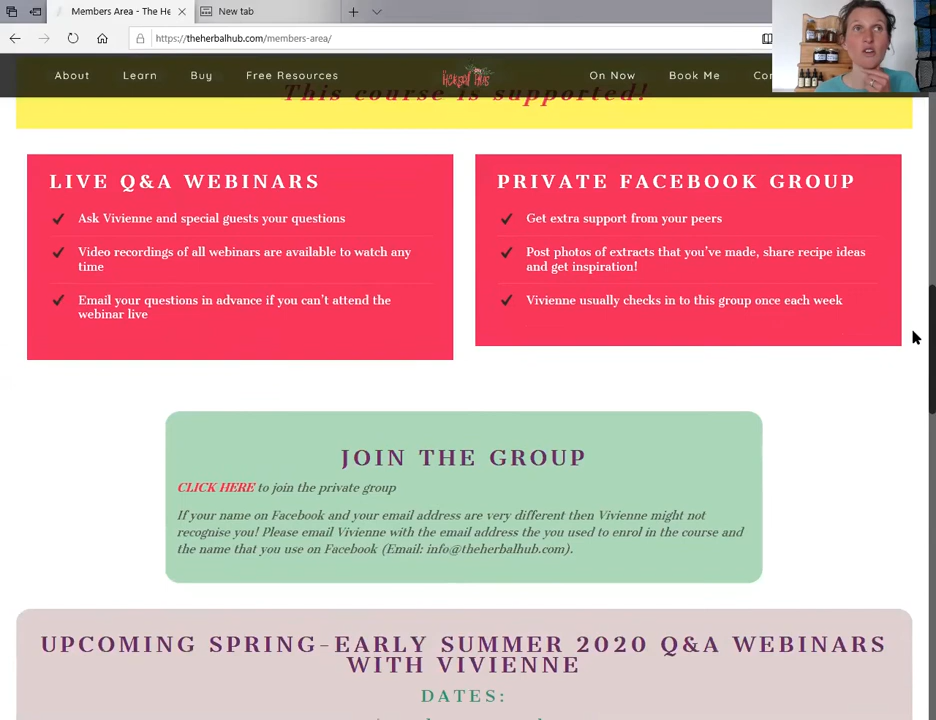 Members Area - The He
New tab
https://theherbalhub.com/members-area/
About Learn Buy Free Resources Herbal Hub On Now Book Me
This course is supported!
LIVE Q&A WEBINARS
Ask Vivienne and special guests your questions
Video recordings of all webinars are available to watch any
time
Email your questions in advance if you can't attend the
webinar live
PRIVATE FACEBOOK GROUP
Get extra support from your peers
Post photos of extracts that you've made, share recipe ideas
and get inspiration!
Vivienne usually checks in to this group once each week
JOIN THE GROUP
CLICK HERE to join the private group
If your name on Facebook and your email address are very different then Vivienne might not
recognise you! Please email Vivienne with the email address the you used to enrol in the course and
the name that you use on Facebook (Email: info@theherbalhub.com).
UPCOMING SPRING-EARLY SUMMER 2020 Q&A WEBINARS
WITH VIVIENNE
DATES: